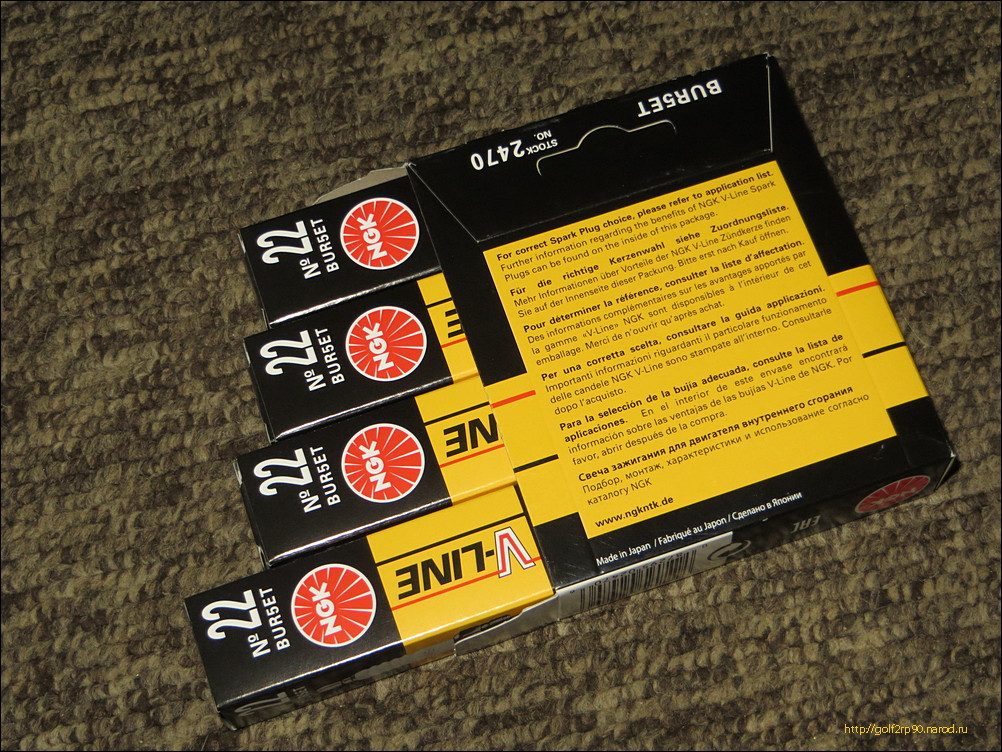 BUR5ET
STOCK
NO. 2470
For correct Spark Plug choice, please refer to application list.
Further information regarding the benefits of NGK V-Line Spark
Plugs can be found on the inside of this package.
Für die richtige Kerzenwahl siehe Zuordnungsliste.
Mehr Informationen über Vorteile der NGK V-Line Zündkerze finden
Sie auf der Innenseite dieser Packung. Bitte erst nach Kauf öffnen.
Pour déterminer la référence, consulter la liste d'affectation.
Des informations complémentaires sur les avantages apportés par
la gamme «V-Line» NGK sont disponibles à l'intérieur de cet
emballage. Merci de n'ouvrir qu'après achat.
Per una corretta scelta, consultare la guida applicazioni.
Importanti informazioni riguardanti il particolare funzionamento
delle candele NGK V-Line sono stampate all'interno. Consultarle
dopo l'acquisto.
Para la selección de la bujía adecuada, consulte la lista de
aplicaciones. En el interior de este envase encontrará
información sobre las ventajas de las bujías V-Line de NGK. Por
favor, abrir después de la compra.
Свеча зажигания для двигателя внутреннего сгорания
Подбор, монтаж, характеристики и использование согласно
каталогу NGK
www.ngkntk.de
Made in Japan / Fabriqué au Japon / Сделано в Японии
Nº 22
BUR5ET
NGK
Nº 22
BUR5ET
NGK
Nº 22
BUR5ET
NGK
NE
Nº 22
BUR5ET
NGK
V-LINE
http://golf2rp90.narod.ru